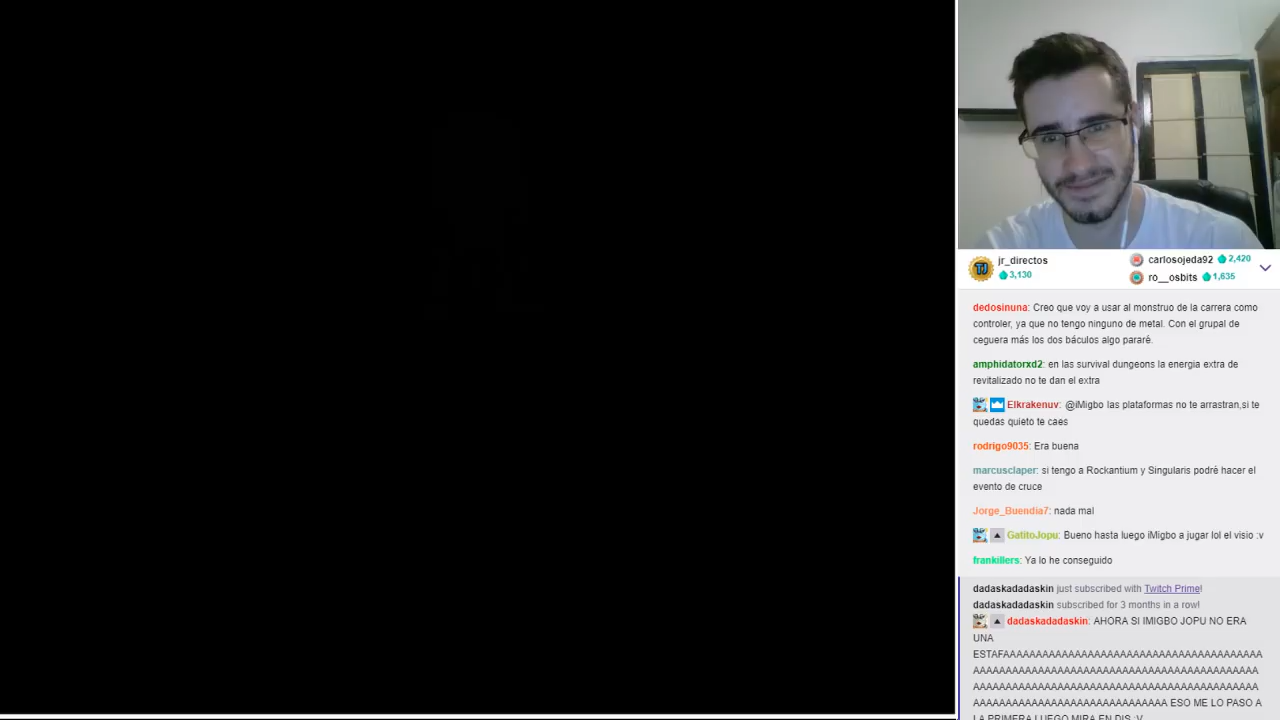 TJ
jr_directos
3,130
carlosojeda92 2,420
ro__osbits 1,635
dedosinuna: Creo que voy a usar al monstruo de la carrera como
controler, ya que no tengo ninguno de metal. Con el grupal de
ceguera más los dos báculos algo pararé.
amphidatorxd2: en las survival dungeons la energia extra de
revitalizado no te dan el extra
Elkrakenuv: @iMigbo las plataformas no te arrastran,si te
quedas quieto te caes
rodrigo9035: Era buena
marcusclaper: si tengo a Rockantium y Singularis podré hacer el
evento de cruce
Jorge_Buendia7: nada mal
GatitoJopu: Bueno hasta luego iMigbo a jugar lol el visio :v
frankillers: Ya lo he conseguido
dadaskadadaskin just subscribed with Twitch Prime!
dadaskadadaskin subscribed for 3 months in a row!
dadaskadadaskin: AHORA SI IMIGBO JOPU NO ERA
UNA
ESTAFAAAAAAAAAAAAAAAAAAAAAAAAAAAAAAAAAAAAAAA
AAAAAAAAAAAAAAAAAAAAAAAAAAAAAAAAAAAAAAAAAAAA
AAAAAAAAAAAAAAAAAAAAAAAAAAAAAAAAAAAAAAAAAAAA
AAAAAAAAAAAAAAAAAAAAAAAAAAAAAA ESO ME LO PASO A
LA PRIMERA LUEGO MIRA EN DIS :V